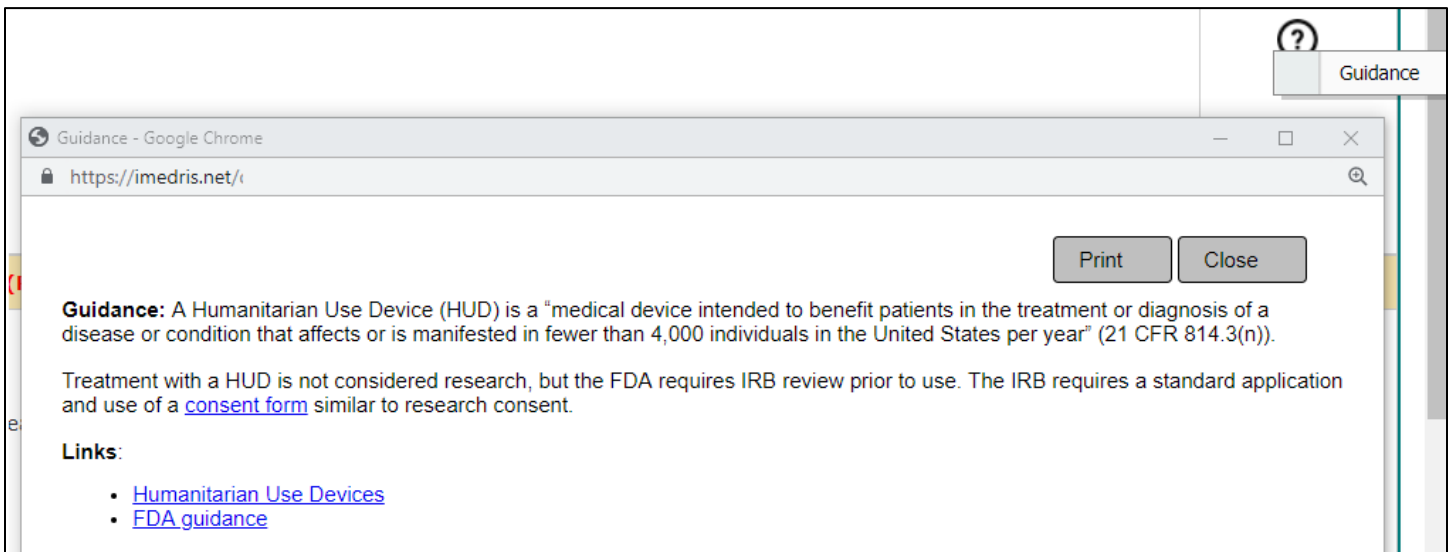 Guidance
Guidance - Google Chrome
https://imedris.net/
Print Close
Guidance: A Humanitarian Use Device (HUD) is a “medical device intended to benefit patients in the treatment or diagnosis of a
disease or condition that affects or is manifested in fewer than 4,000 individuals in the United States per year” (21 CFR 814.3(n)).
Treatment with a HUD is not considered research, but the FDA requires IRB review prior to use. The IRB requires a standard application
and use of a consent form similar to research consent.
Links:
• Humanitarian Use Devices
• FDA guidance